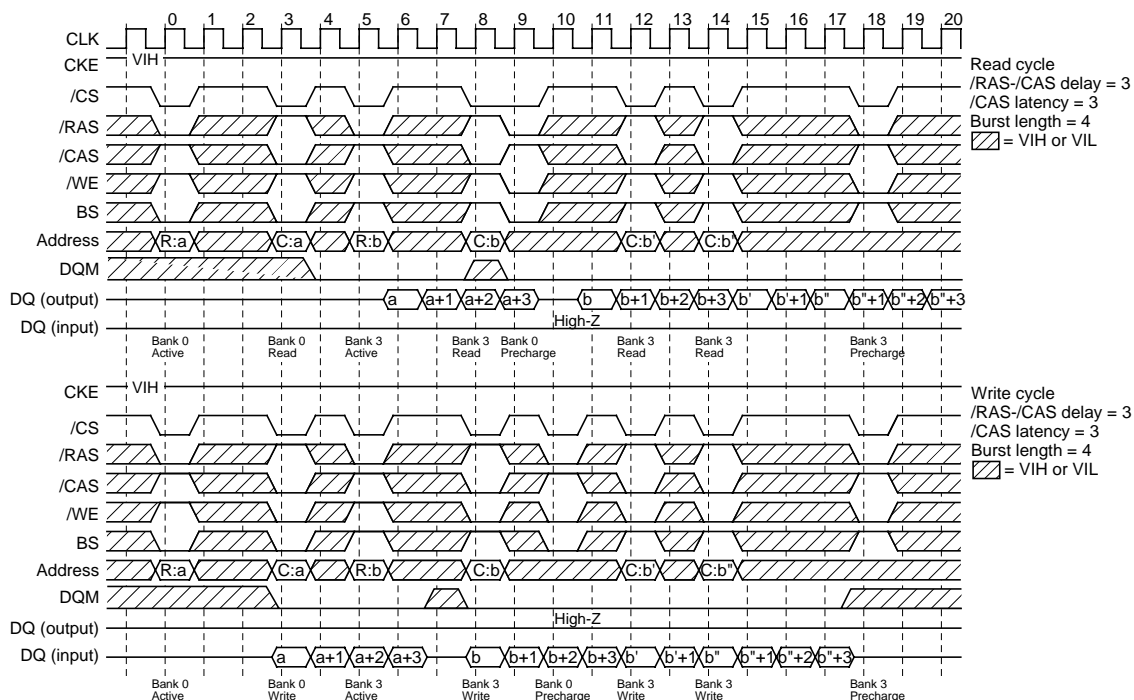 0 1 2 3 4 5 6 7 8 9 10 11 12 13 14 15 16 17 18 19 20
CLK
CKE VIH
/CS
/RAS
/CAS
/WE
BS
Address R:a C:a R:b C:b C:b' C:b"
DQM
DQ (output) a a+1 a+2 a+3 b b+1 b+2 b+3 b' b'+1 b" b"+1 b"+2 b"+3
High-Z
DQ (input)
Bank 0 Active Bank 0 Read Bank 3 Active Bank 3 Read Bank 0 Precharge Bank 3 Read Bank 3 Read Bank 3 Precharge
Read cycle
/RAS-/CAS delay = 3
/CAS latency = 3
Burst length = 4
= VIH or VIL
CKE VIH
/CS
/RAS
/CAS
/WE
BS
Address R:a C:a R:b C:b C:b' C:b"
DQM
High-Z
DQ (output)
DQ (input) a a+1 a+2 a+3 b b+1 b+2 b+3 b' b'+1 b" b"+1 b"+2 b"+3
Bank 0 Active Bank 0 Write Bank 3 Active Bank 3 Write Bank 0 Precharge Bank 3 Write Bank 3 Write Bank 3 Precharge
Write cycle
/RAS-/CAS delay = 3
/CAS latency = 3
Burst length = 4
= VIH or VIL